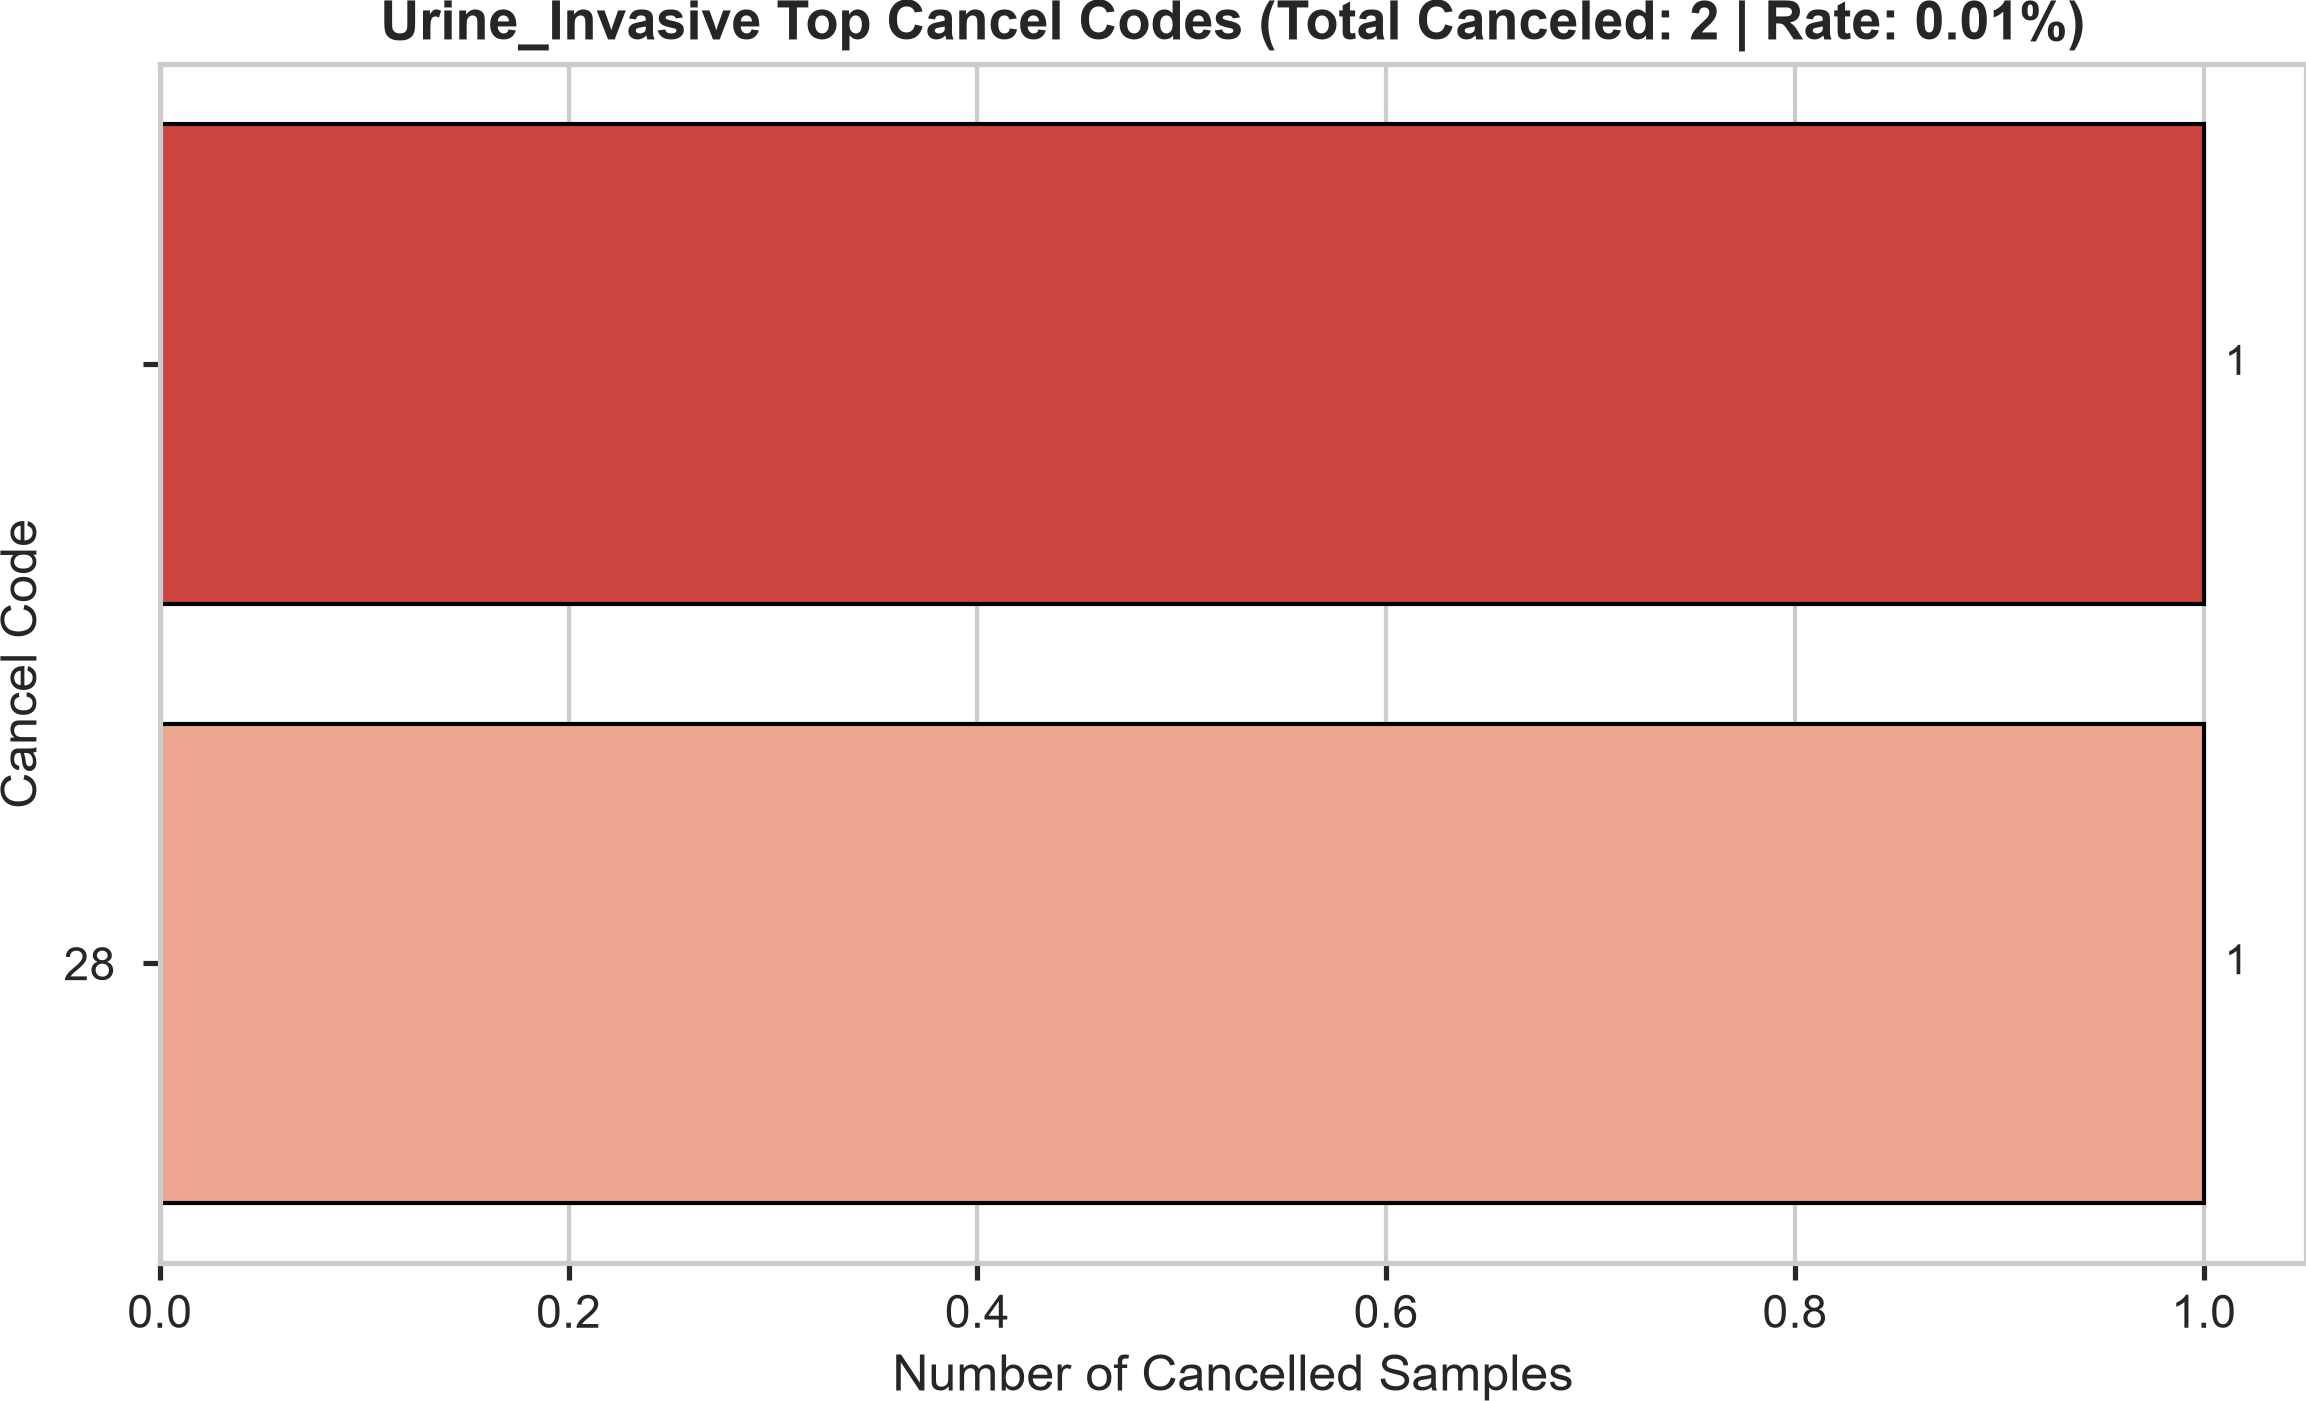 Urine_Invasive Top Cancel Codes (Total Canceled: 2 | Rate: 0.01%)
Cancel Code
1
28
1
0.0 0.2 0.4 0.6 0.8 1.0
Number of Cancelled Samples